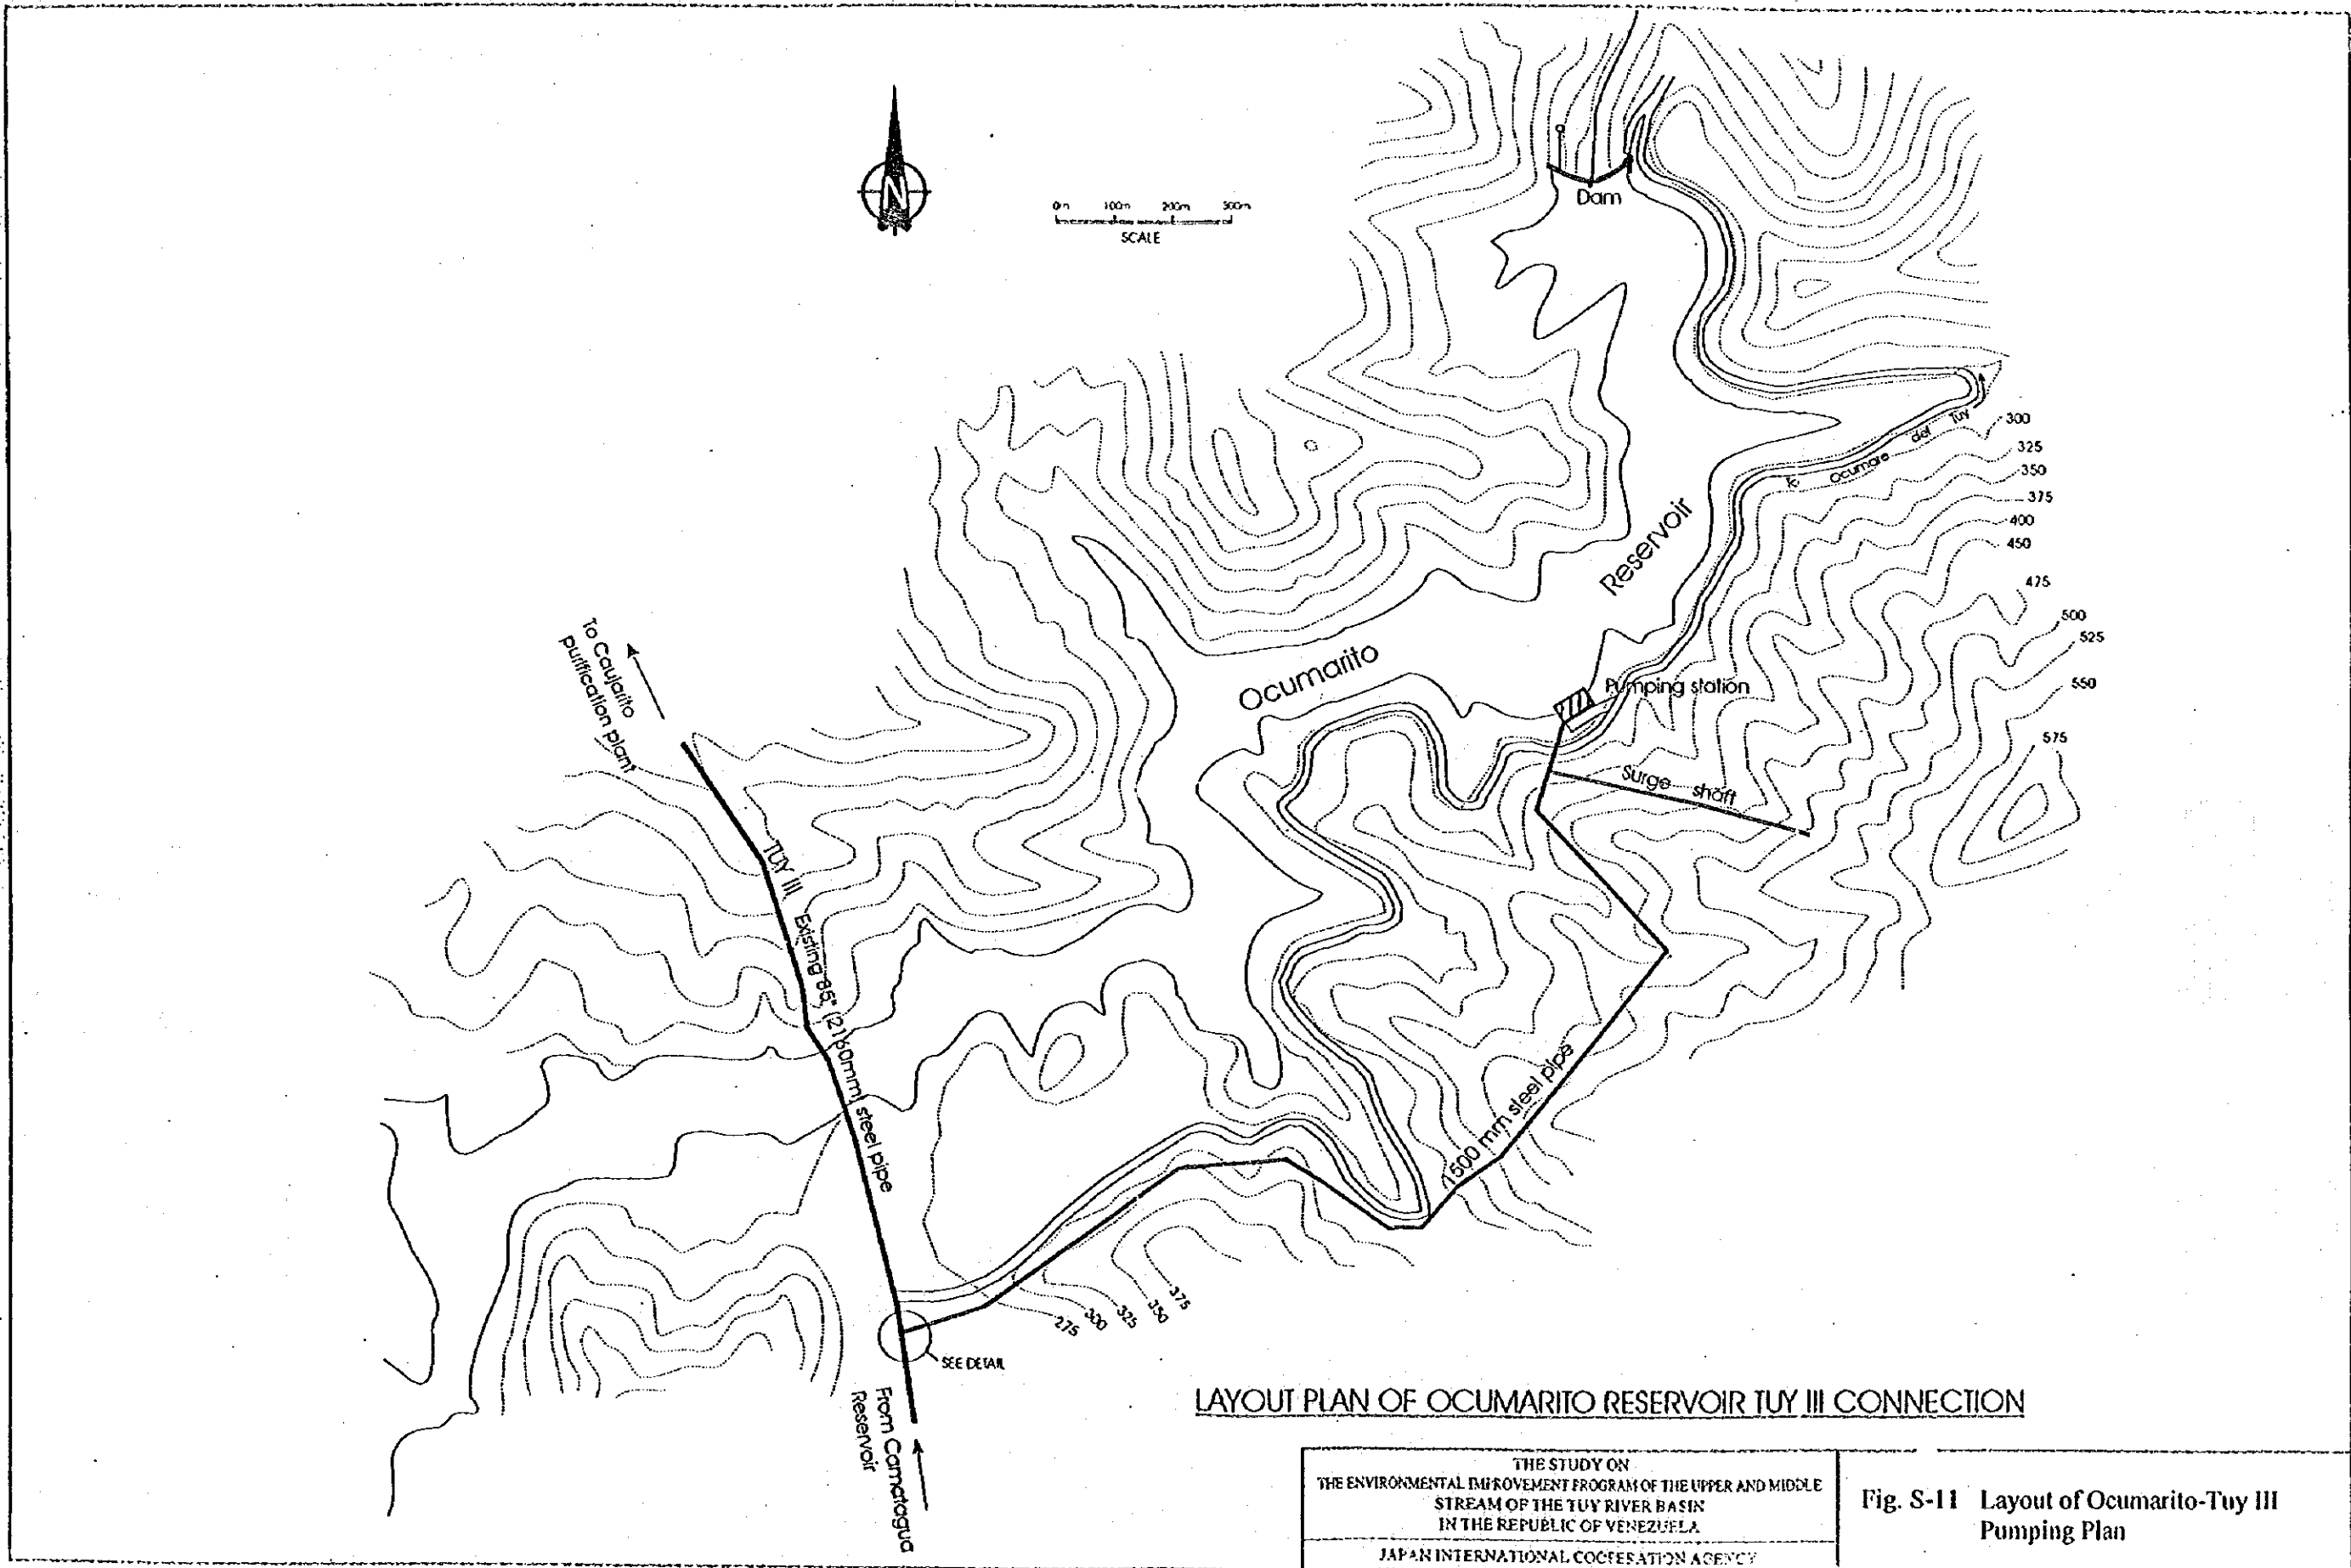 N
0m 100m 200m 300m
SCALE
Dam
300
325
350
375
400
450
475
500
525
550
575
To Ocumare del Tuy
Reservoir
Ocumarito
Pumping station
Surge shaft
To Caujarito
purification plant
TUY III Existing 85" (2160mm) steel pipe
1500 mm steel pipe
275
300
325
350
375
SEE DETAIL
From Camatagua
Reservoir
LAYOUT PLAN OF OCUMARITO RESERVOIR TUY III CONNECTION
THE STUDY ON
THE ENVIRONMENTAL IMPROVEMENT PROGRAM OF THE UPPER AND MIDDLE
STREAM OF THE TUY RIVER BASIN
IN THE REPUBLIC OF VENEZUELA
JAPAN INTERNATIONAL COOPERATION AGENCY
Fig. S-11 Layout of Ocumarito-Tuy III
Pumping Plan